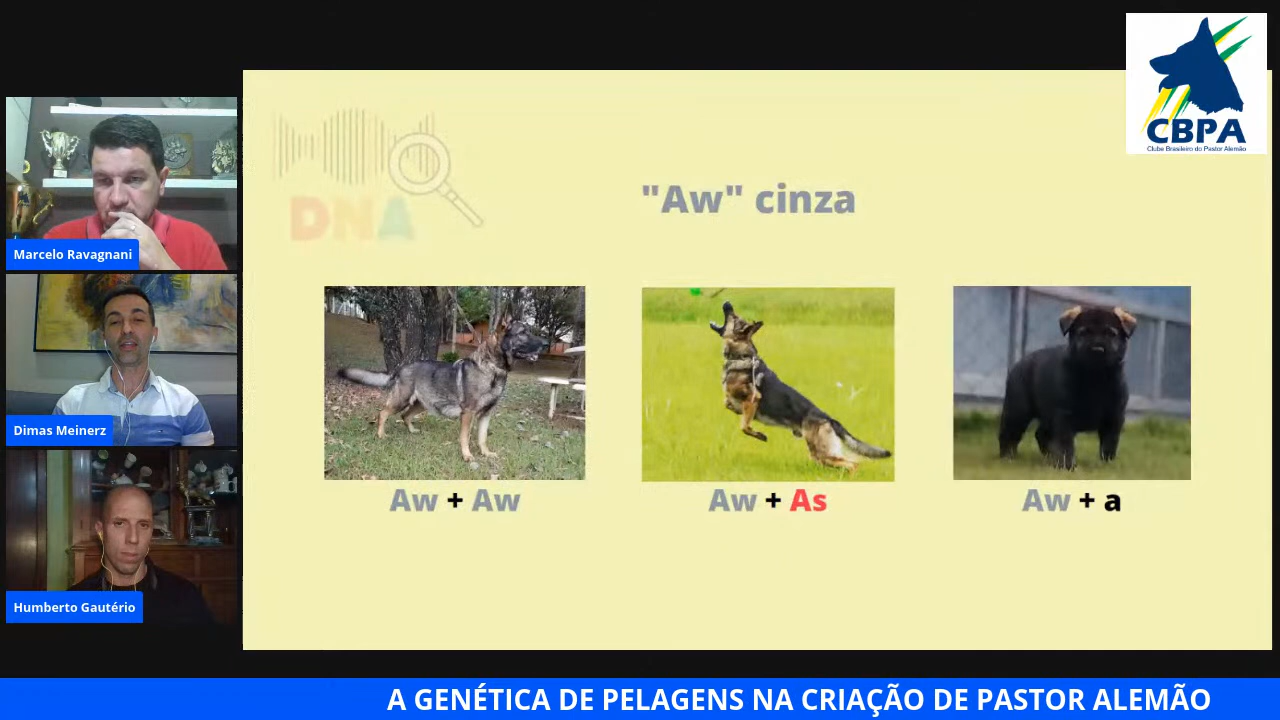 CBPA
Clube Brasileiro do Pastor Alemão
DNA
"Aw" cinza
Marcelo Ravagnani
Dimas Meinerz
Aw + Aw
Aw + As
Aw + a
Humberto Gautério
A GENÉTICA DE PELAGENS NA CRIAÇÃO DE PASTOR ALEMÃO